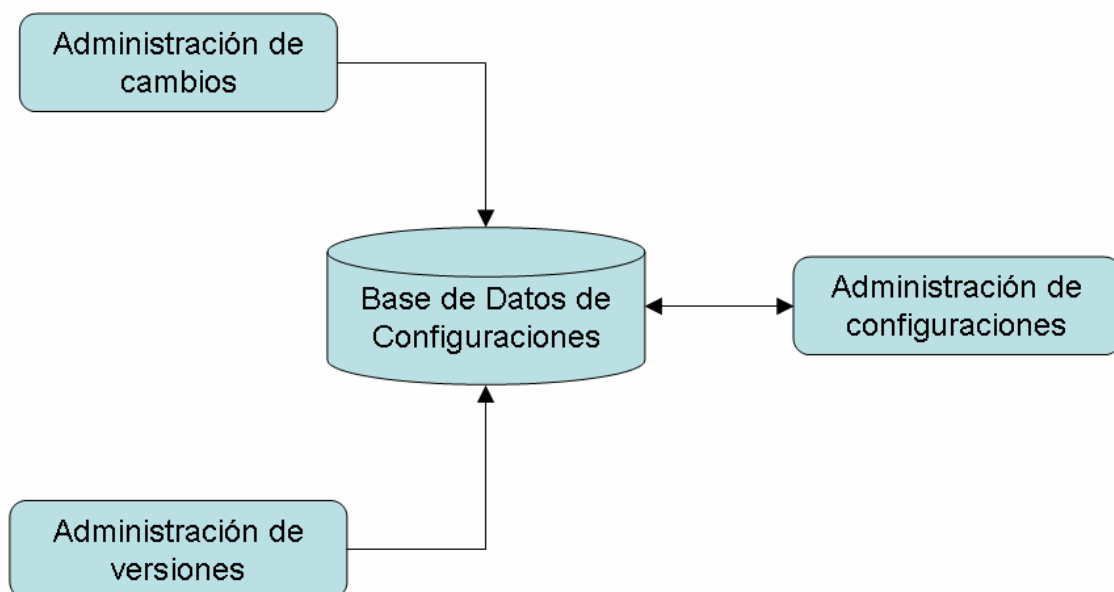 Administración de
cambios
Base de Datos de
Configuraciones
Administración de
configuraciones
Administración de
versiones